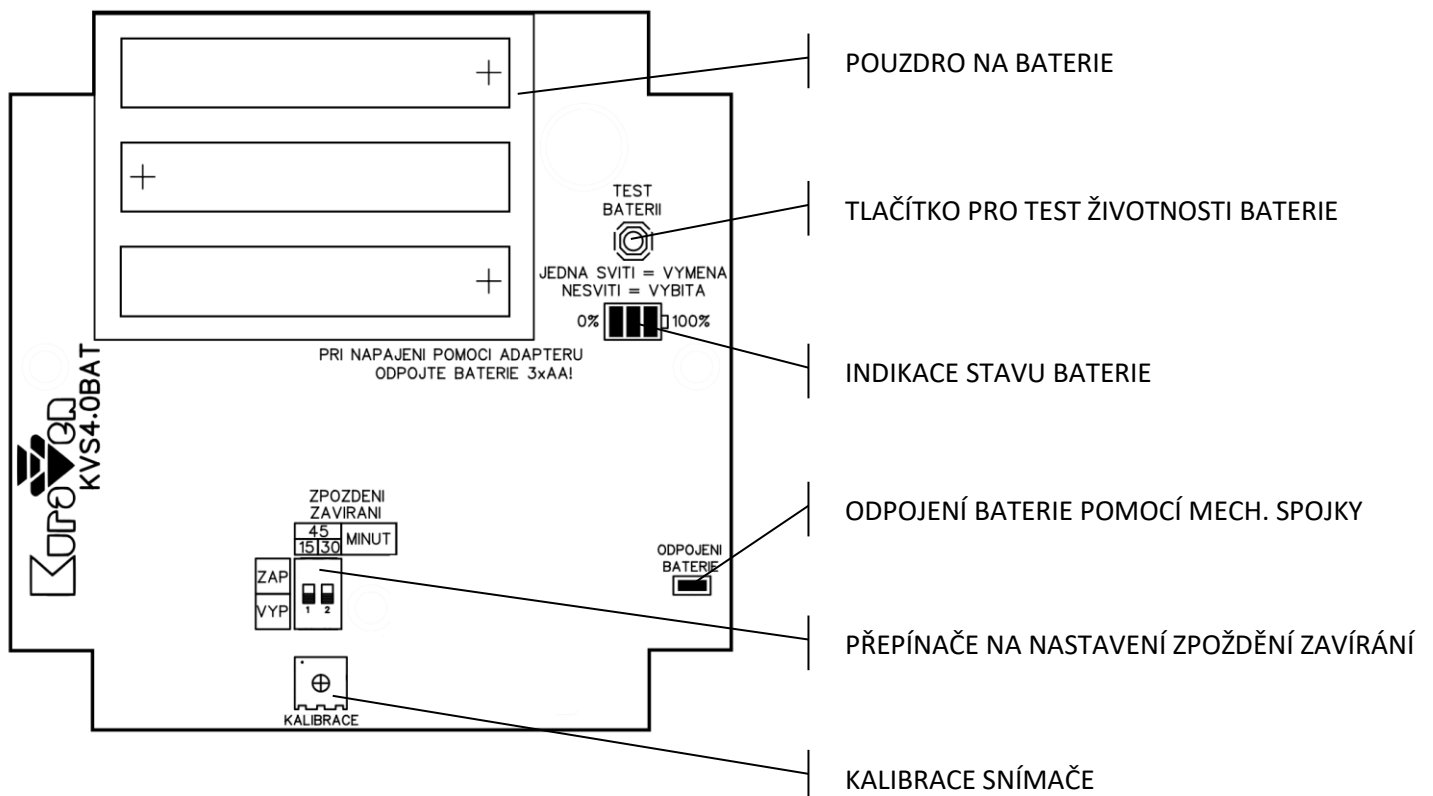 +
POUZDRO NA BATERIE
+
TEST
BATERII
TLAČÍTKO PRO TEST ŽIVOTNOSTI BATERIE
+
JEDNA SVITI = VYMENA
NESVITI = VYBITA
0% 100%
PRI NAPAJENI POMOCI ADAPTERU
ODPOJTE BATERIE 3xAA!
INDIKACE STAVU BATERIE
KVS4.0BAT
ZPOZDENI
ZAVIRANI
45
15 30 MINUT
ODPOJENÍ BATERIE POMOCÍ MECH. SPOJKY
ODPOJENI
BATERIE
ZAP
VYP
1 2
PŘEPÍNAČE NA NASTAVENÍ ZPOŽDĚNÍ ZAVÍRÁNÍ
KALIBRACE
KALIBRACE SNÍMAČE